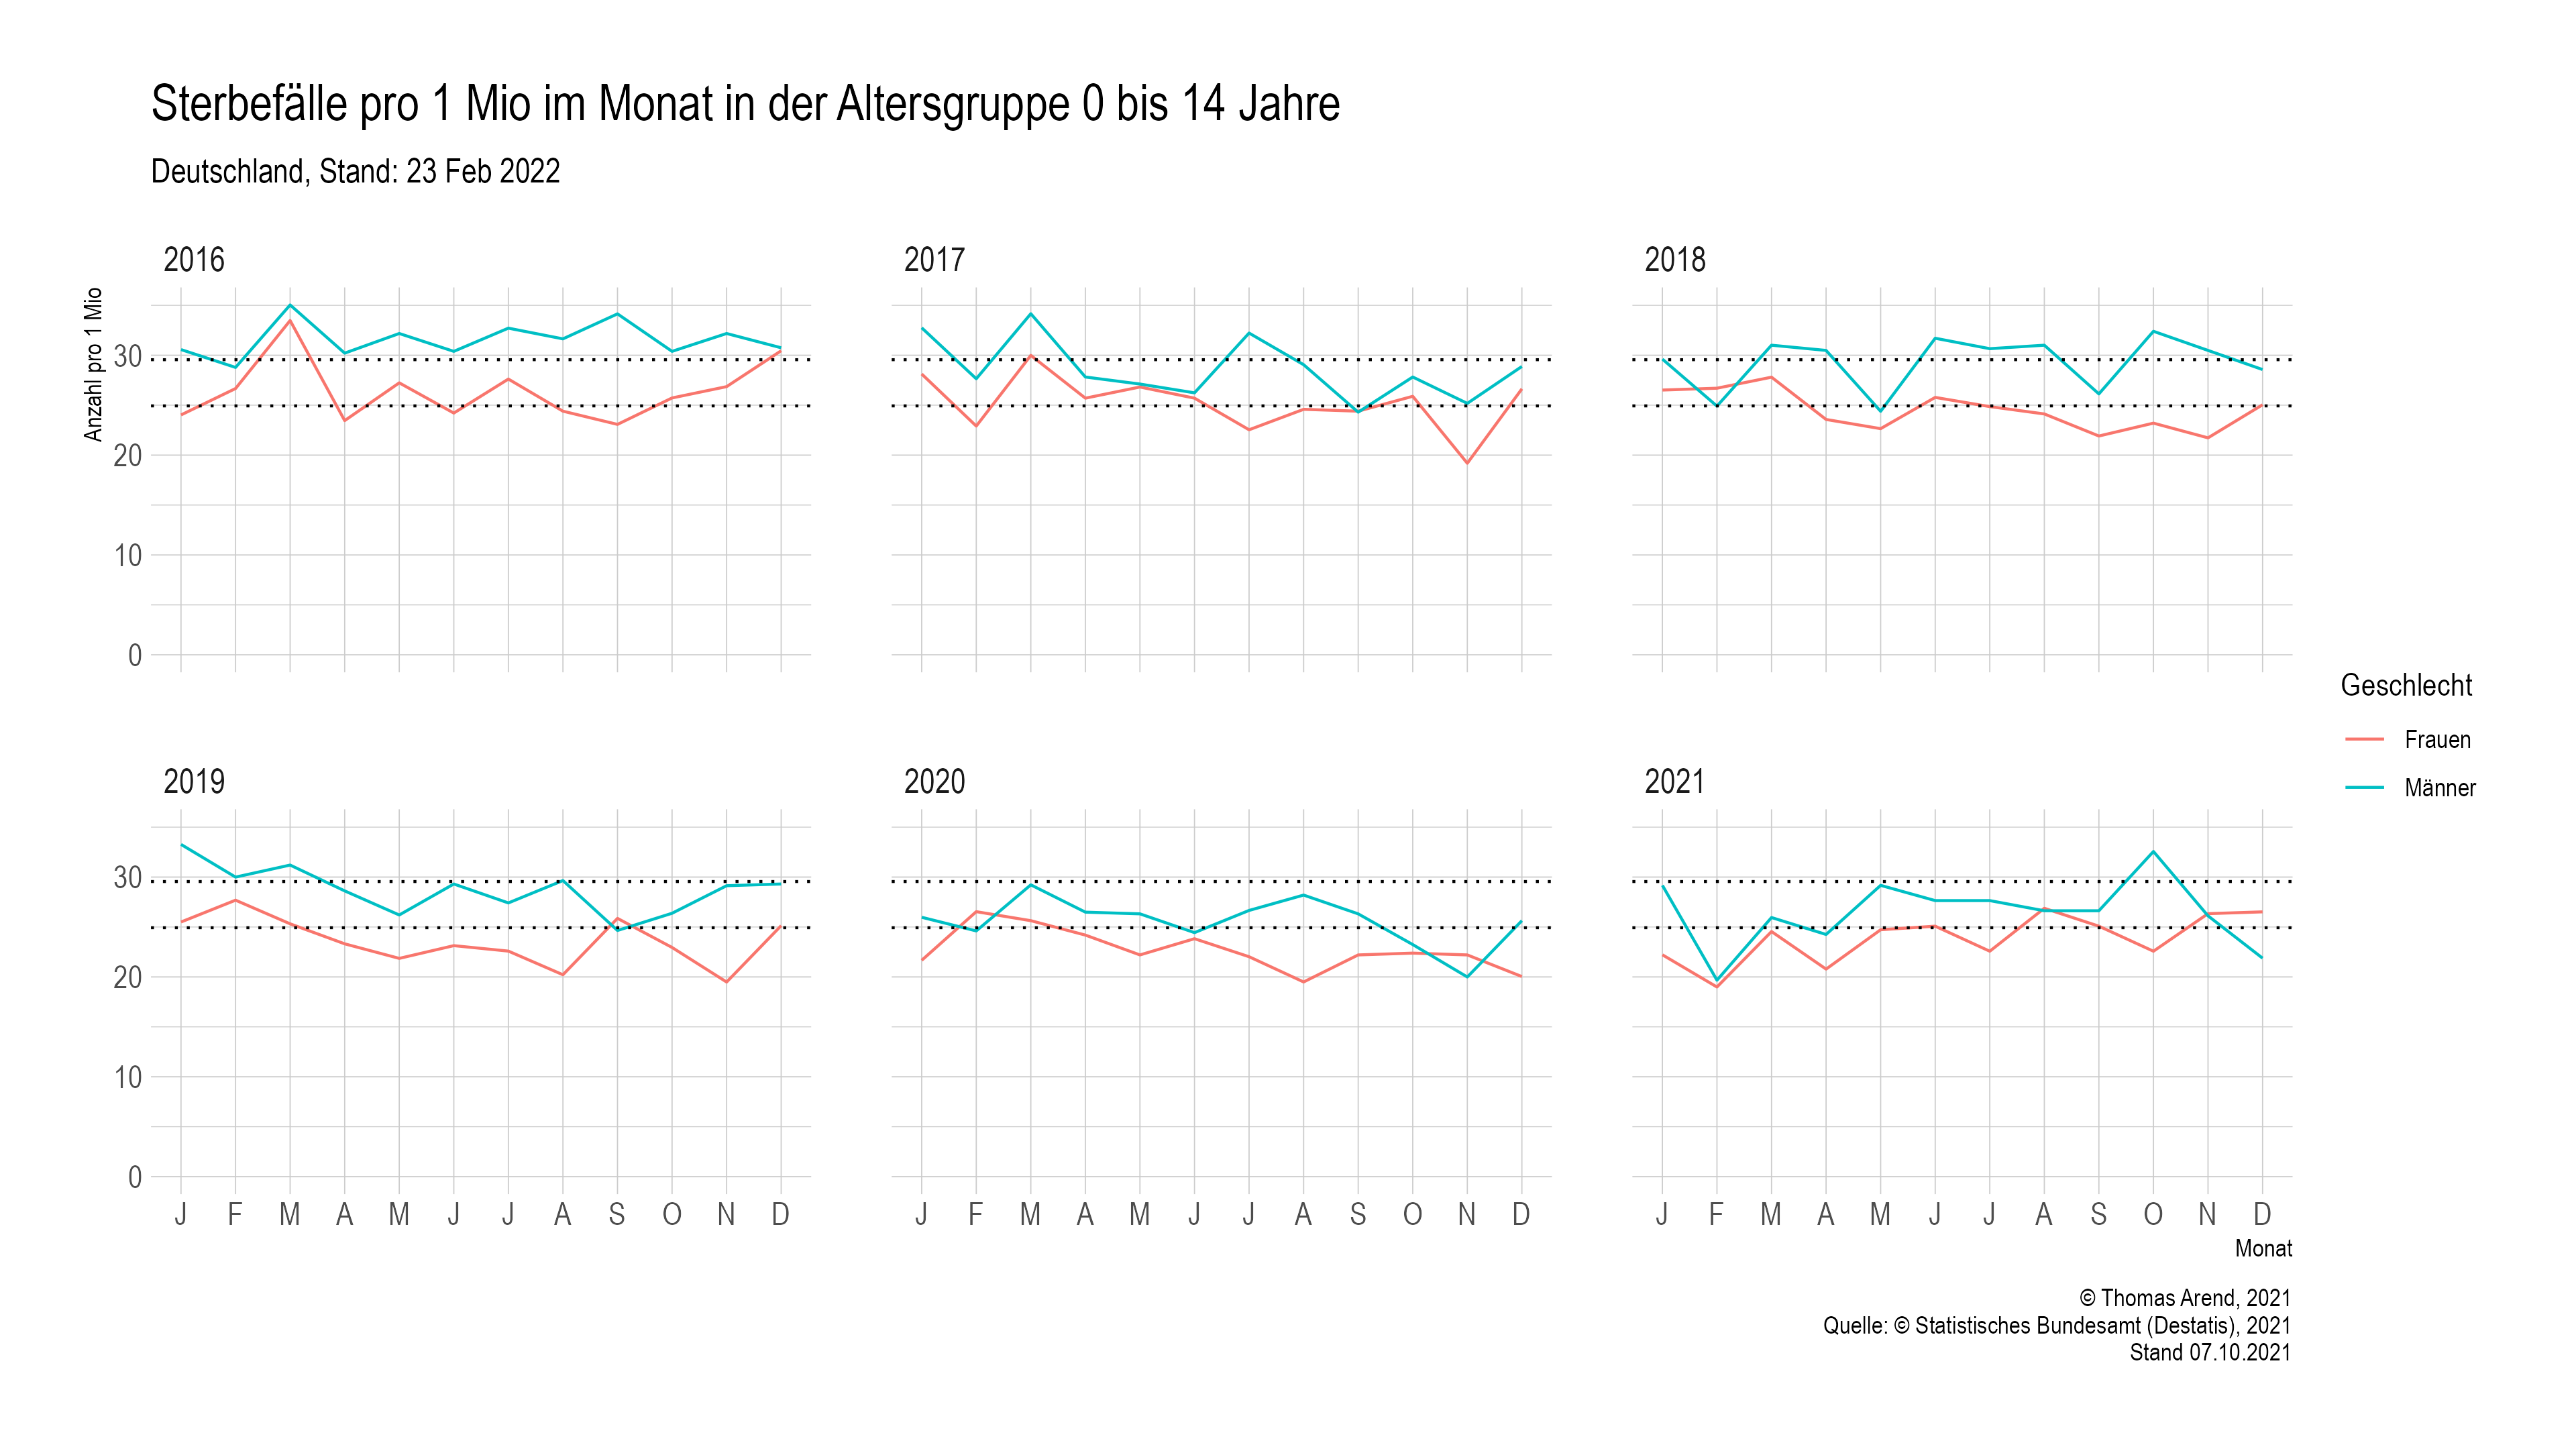 Sterbefälle pro 1 Mio im Monat in der Altersgruppe 0 bis 14 Jahre
Deutschland, Stand: 23 Feb 2022
2016
2017
2018
Anzahl pro 1 Mio
30
20
10
0
Geschlecht
Frauen
Männer
2019
2020
2021
30
20
10
0
J F M A M J J A S O N D
J F M A M J J A S O N D
J F M A M J J A S O N D
Monat
© Thomas Arend, 2021
Quelle: © Statistisches Bundesamt (Destatis), 2021
Stand 07.10.2021